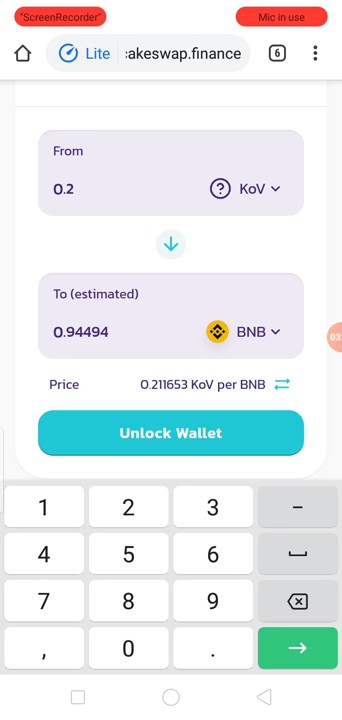 "ScreenRecorder"
Mic in use
Lite
:akeswap.finance
6
From
0.2
KoV
To (estimated)
0.94494
BNB
Price
0.211653 KoV per BNB
03:
Unlock Wallet
1 2 3 -
4 5 6
7 8 9
, 0 .